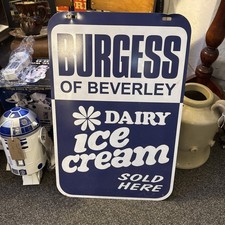 BURGESS
OF BEVERLEY
DAIRY
ice
cream
SOLD
HERE